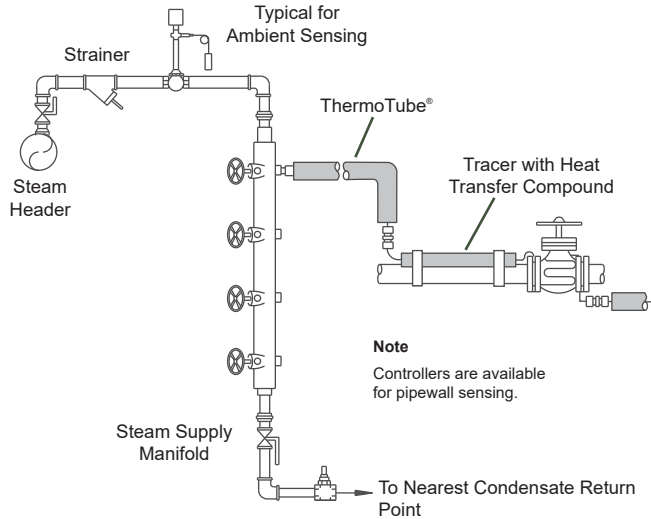 Typical for
Ambient Sensing
Strainer
ThermoTube®
Tracer with Heat
Transfer Compound
Steam
Header
Note
Controllers are available
for pipewall sensing.
Steam Supply
Manifold
To Nearest Condensate Return
Point